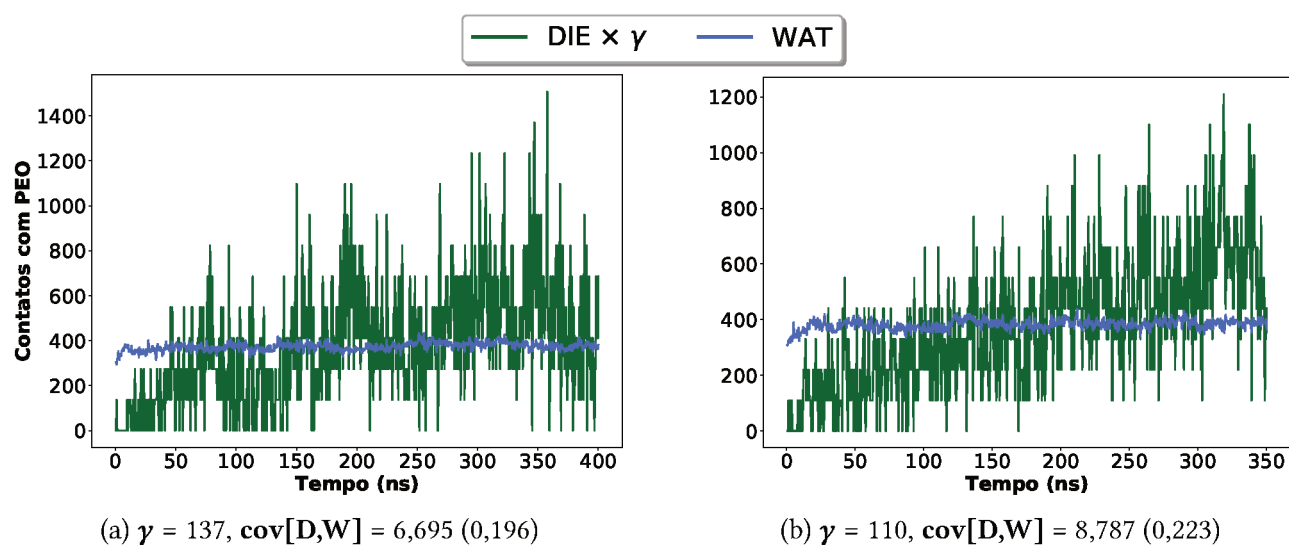 DIE × γ WAT
Contatos com PEO
1400
1200
1000
800
600
400
200
0
0 50 100 150 200 250 300 350 400
Tempo (ns)
(a) γ = 137, cov[D,W] = 6,695 (0,196)
1200
1000
800
600
400
200
0
0 50 100 150 200 250 300 350
Tempo (ns)
(b) γ = 110, cov[D,W] = 8,787 (0,223)